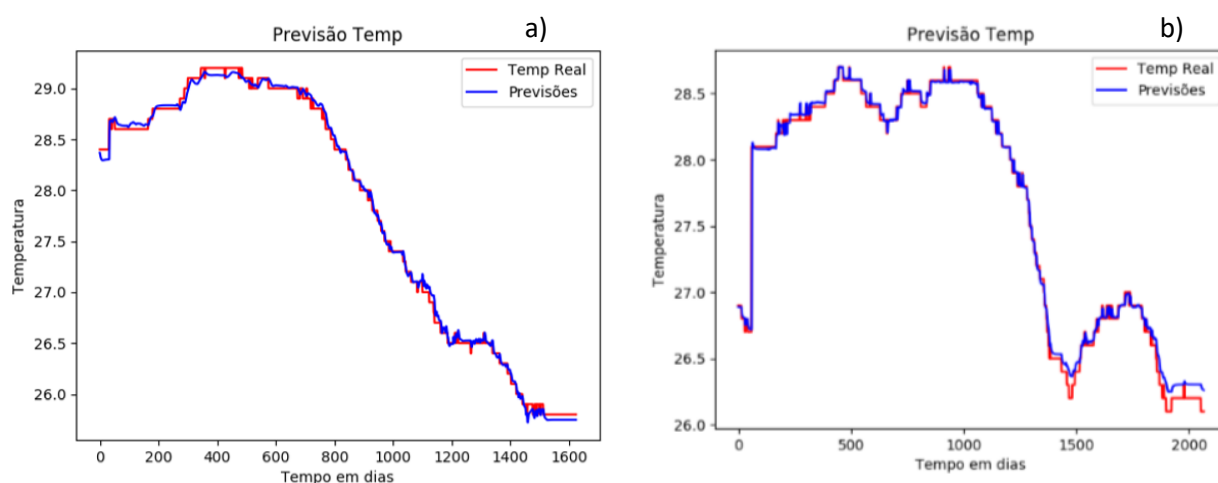 a)
Previsão Temp
Temp Real
Previsões
29.0
28.5
28.0
27.5
27.0
26.5
26.0
Temperatura
0 200 400 600 800 1000 1200 1400 1600
Tempo em dias
b)
Previsão Temp
Temp Real
Previsões
28.5
28.0
27.5
27.0
26.5
26.0
Temperatura
0 500 1000 1500 2000
Tempo em dias